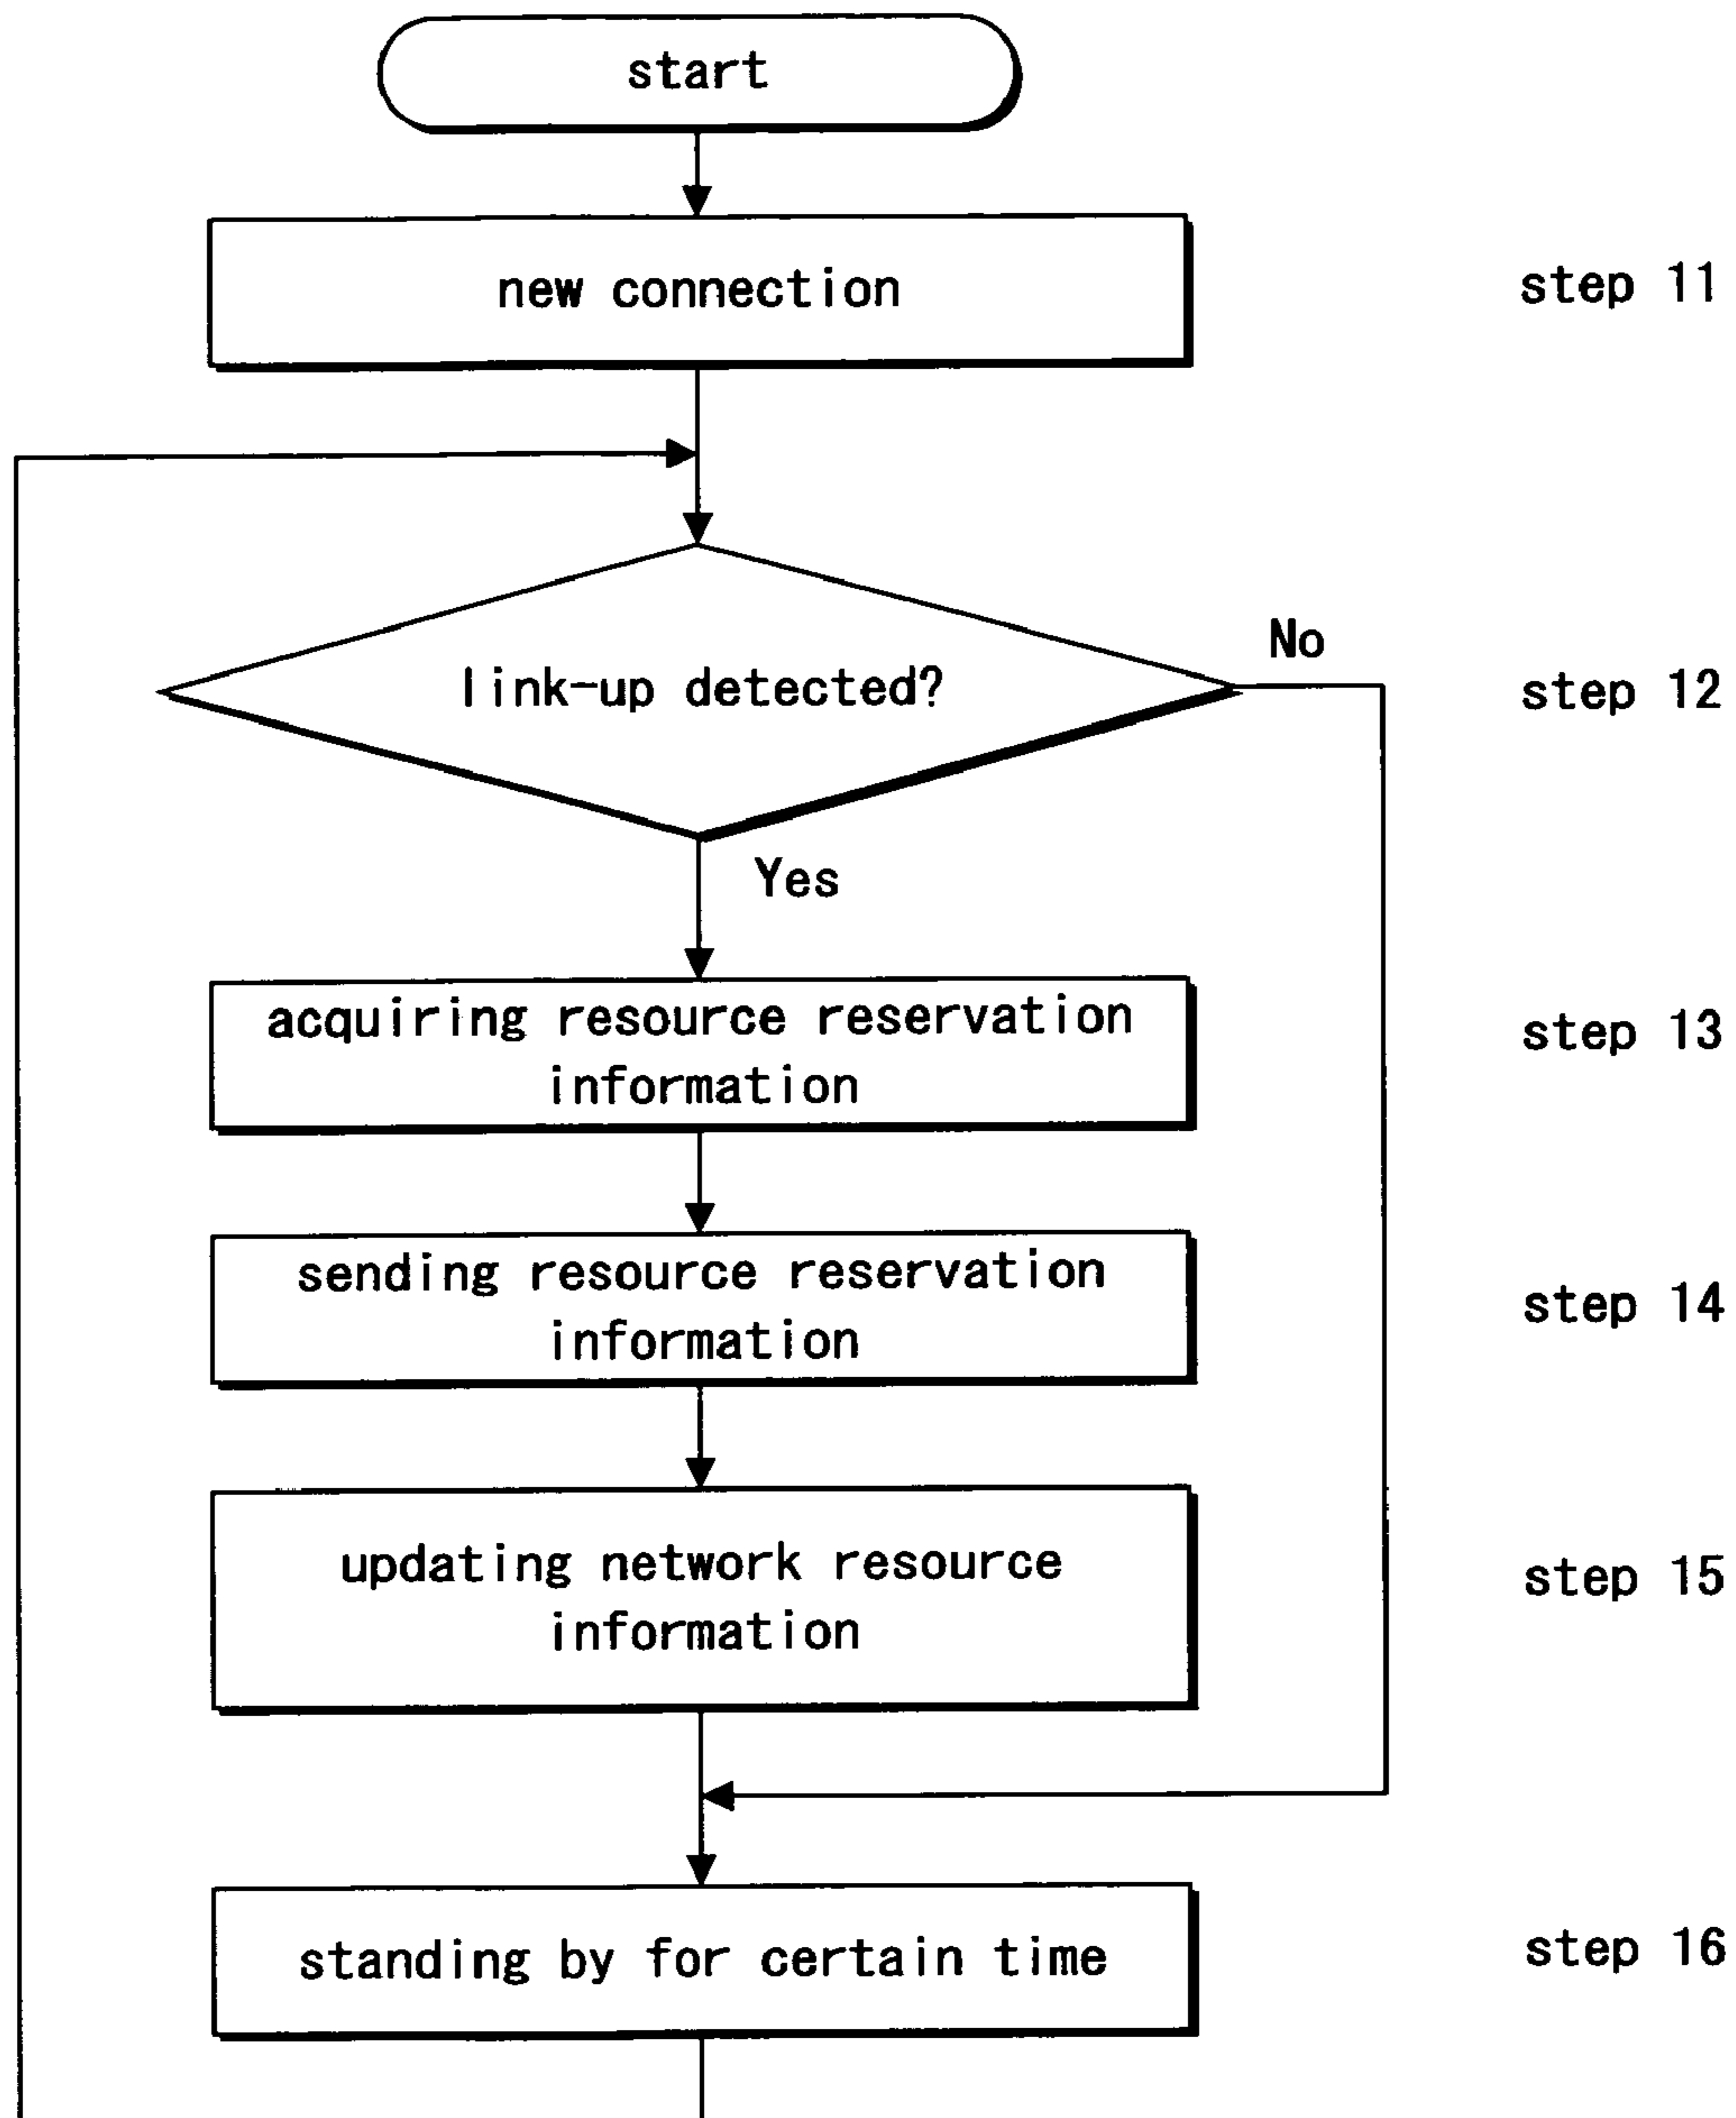 start
new connection
step 11
No
link-up detected?
step 12
Yes
acquiring resource reservation
information
step 13
sending resource reservation
information
step 14
updating network resource
information
step 15
standing by for certain time
step 16